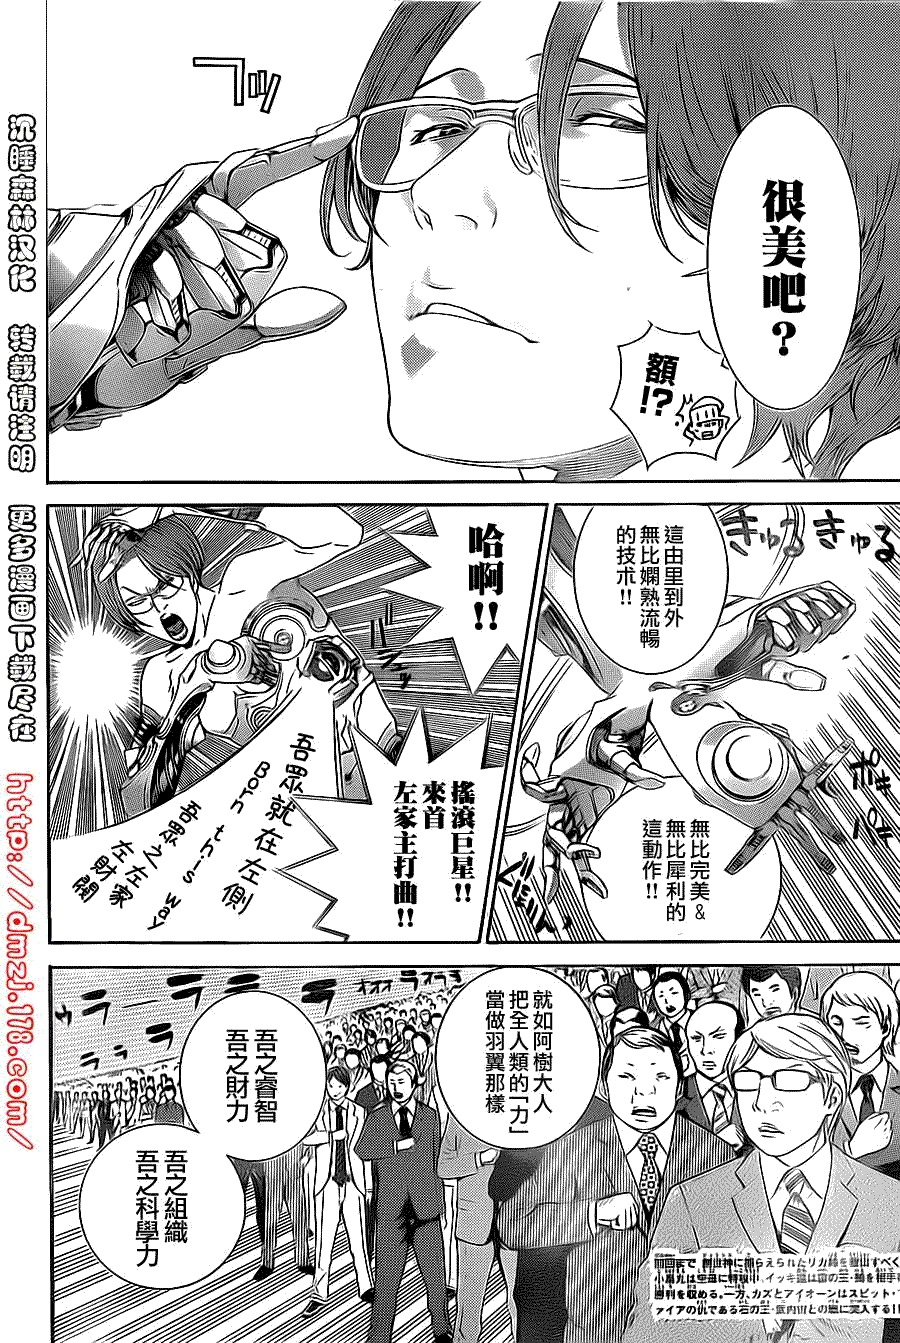 很美吧？
額!?
這由里到外
無比嫻熟流暢
的技术!!
きゅるきゅる
無比完美&
無比犀利的
這動作!!
哈啊!!
搖滾巨星!!
來首
左家主打曲!!
吾眾就在左側
Born this way
吾眾之左家
左財閥
就如阿樹大人
把全人類的「力」
當做羽翼那樣
吾之睿智
吾之財力
吾之組織
吾之科學力
沉睡森林汉化 转载请注明 更多漫画下载尽在 http://dmzj.178.com/